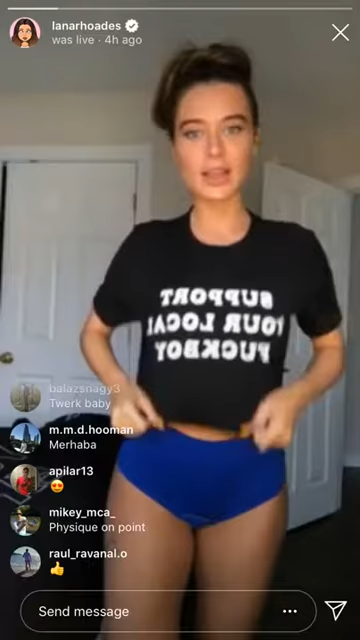 lanarhoades
was live · 4h ago
SUPPORT
YOUR LOCAL
FUCKBOY
balazsnagy3
Twerk baby
m.m.d.hooman
Merhaba
apilar13
😍
mikey_mca_
Physique on point
raul_ravanal.o
👍
Send message